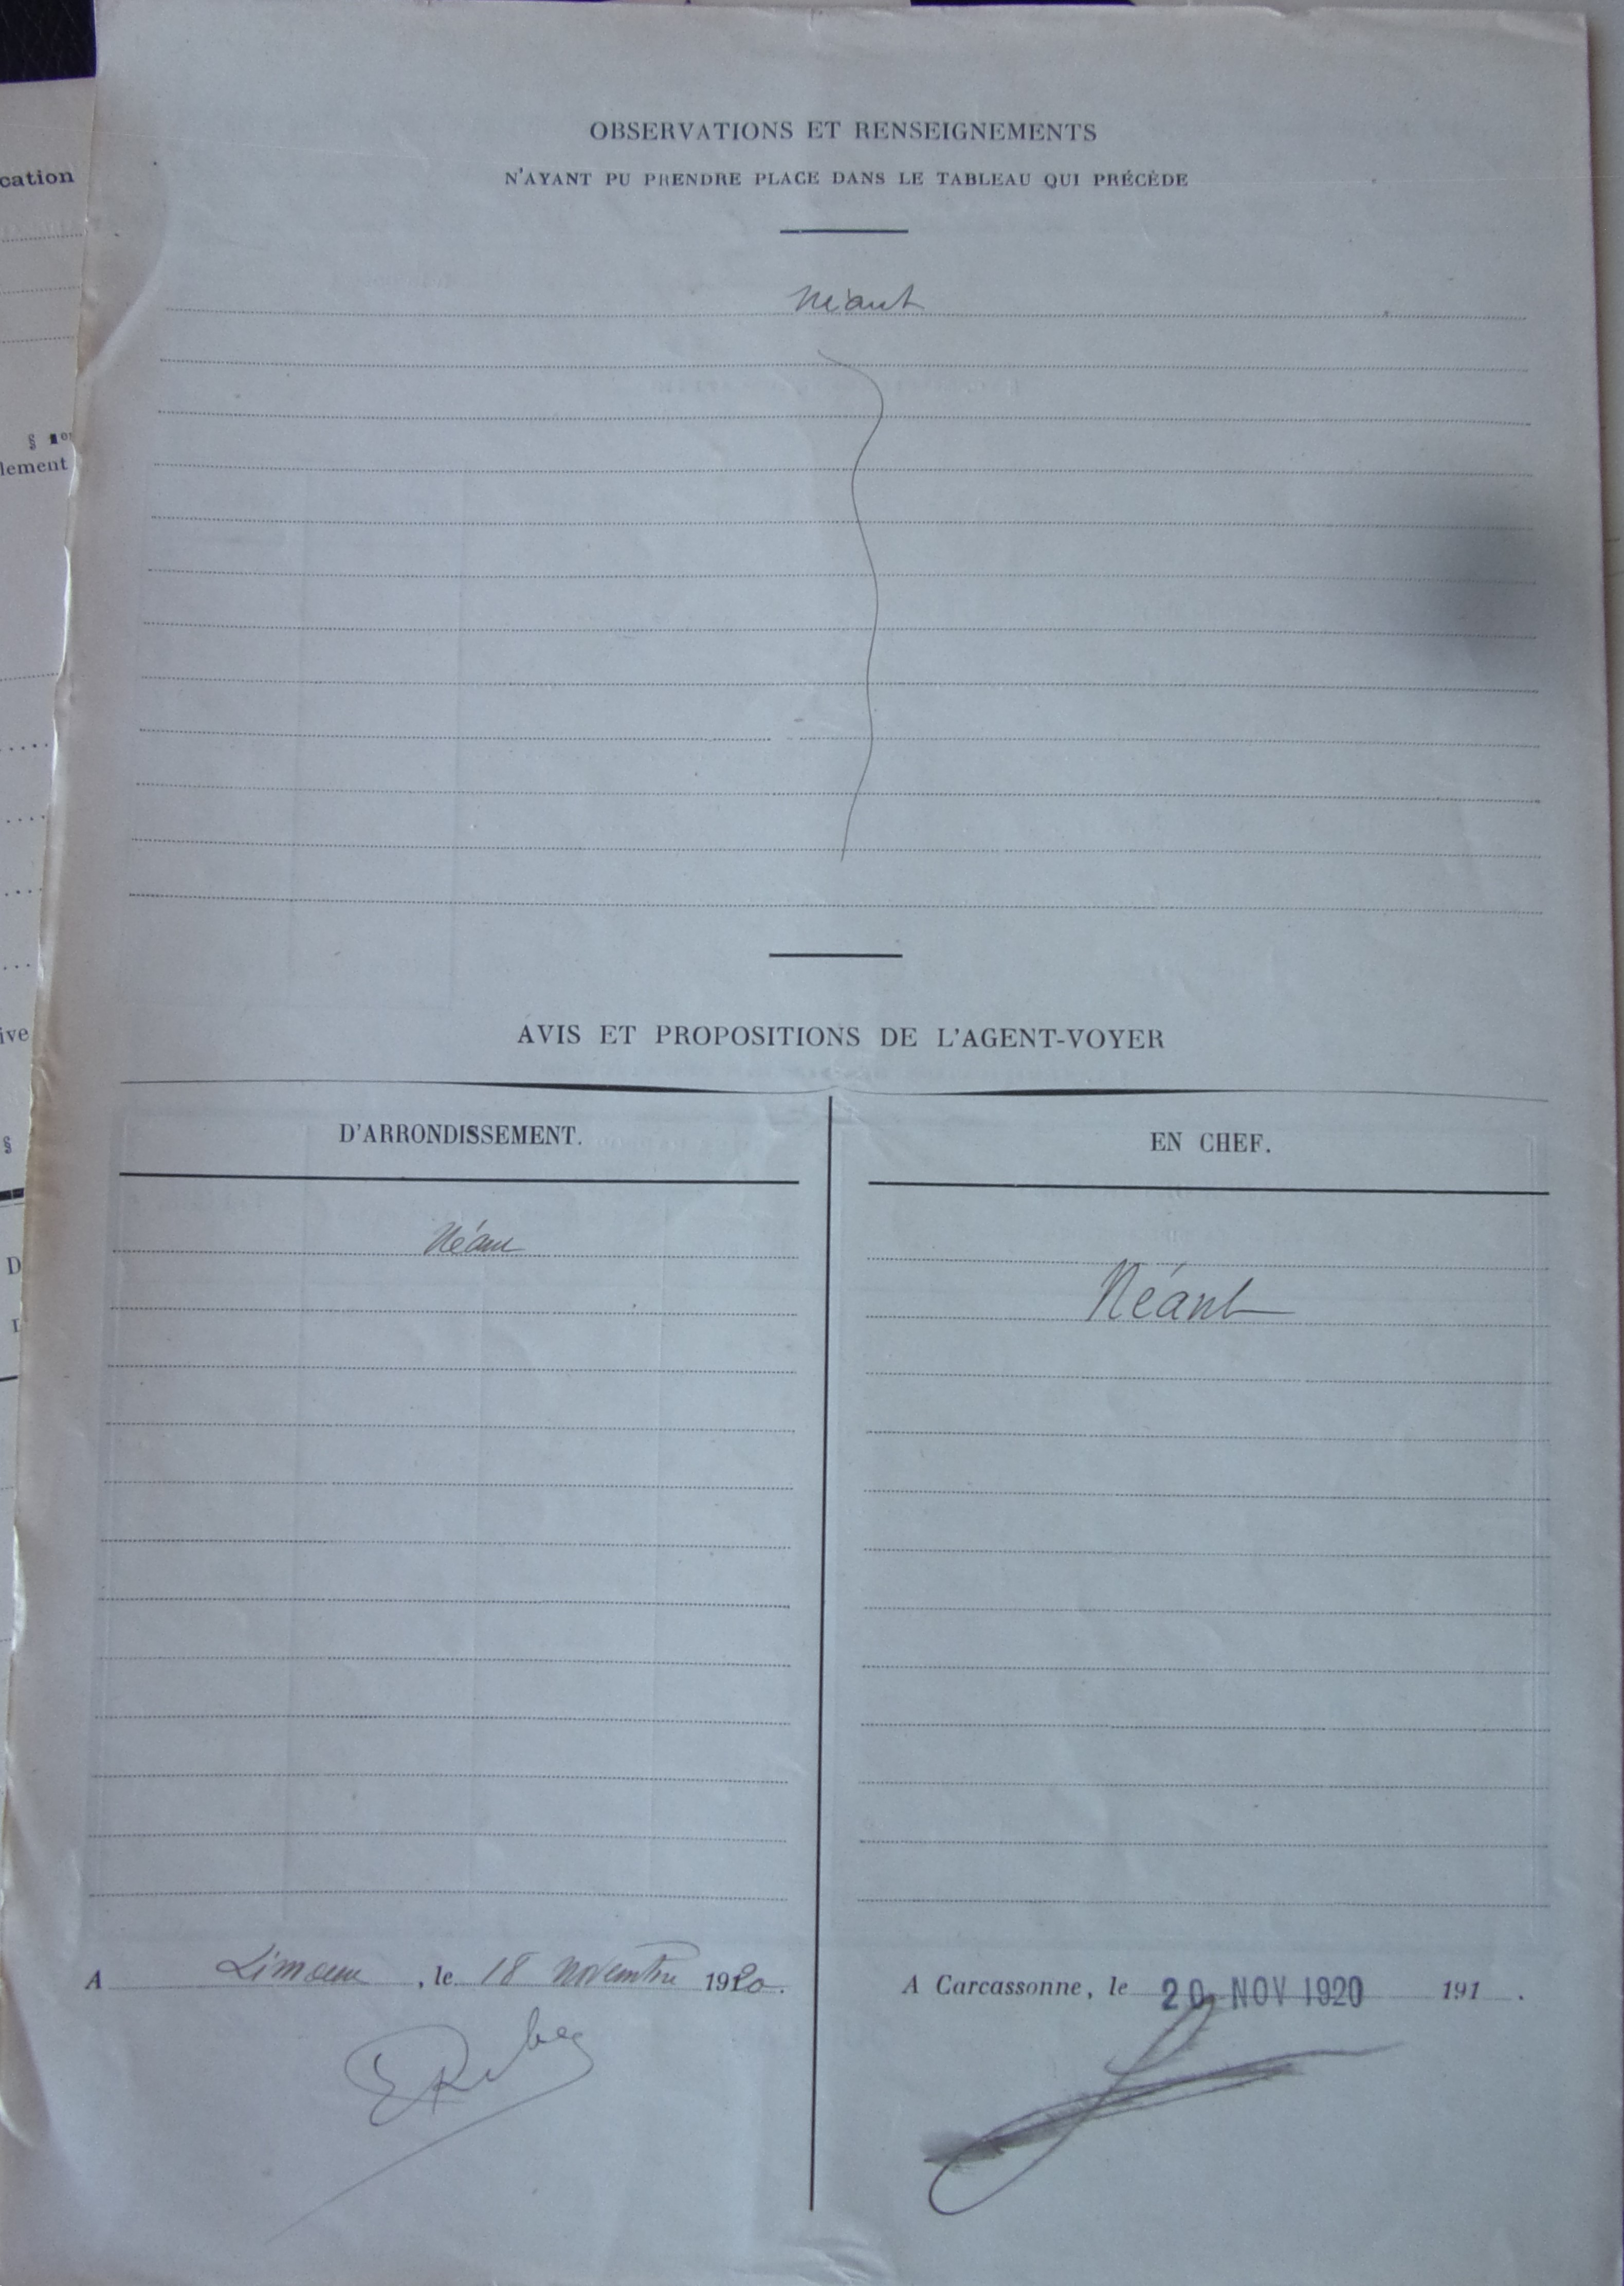 OBSERVATIONS ET RENSEIGNEMENTS
N'AYANT PU PRENDRE PLACE DANS LE TABLEAU QUI PRÉCÈDE
Néant
AVIS ET PROPOSITIONS DE L'AGENT-VOYER
D'ARRONDISSEMENT.
Néant
A Limoux, le 18 novembre 1920.
EN CHEF.
Néant
A Carcassonne, le 20 NOV 1920 191 .
cation
§ 1er
lement
ive
§
D